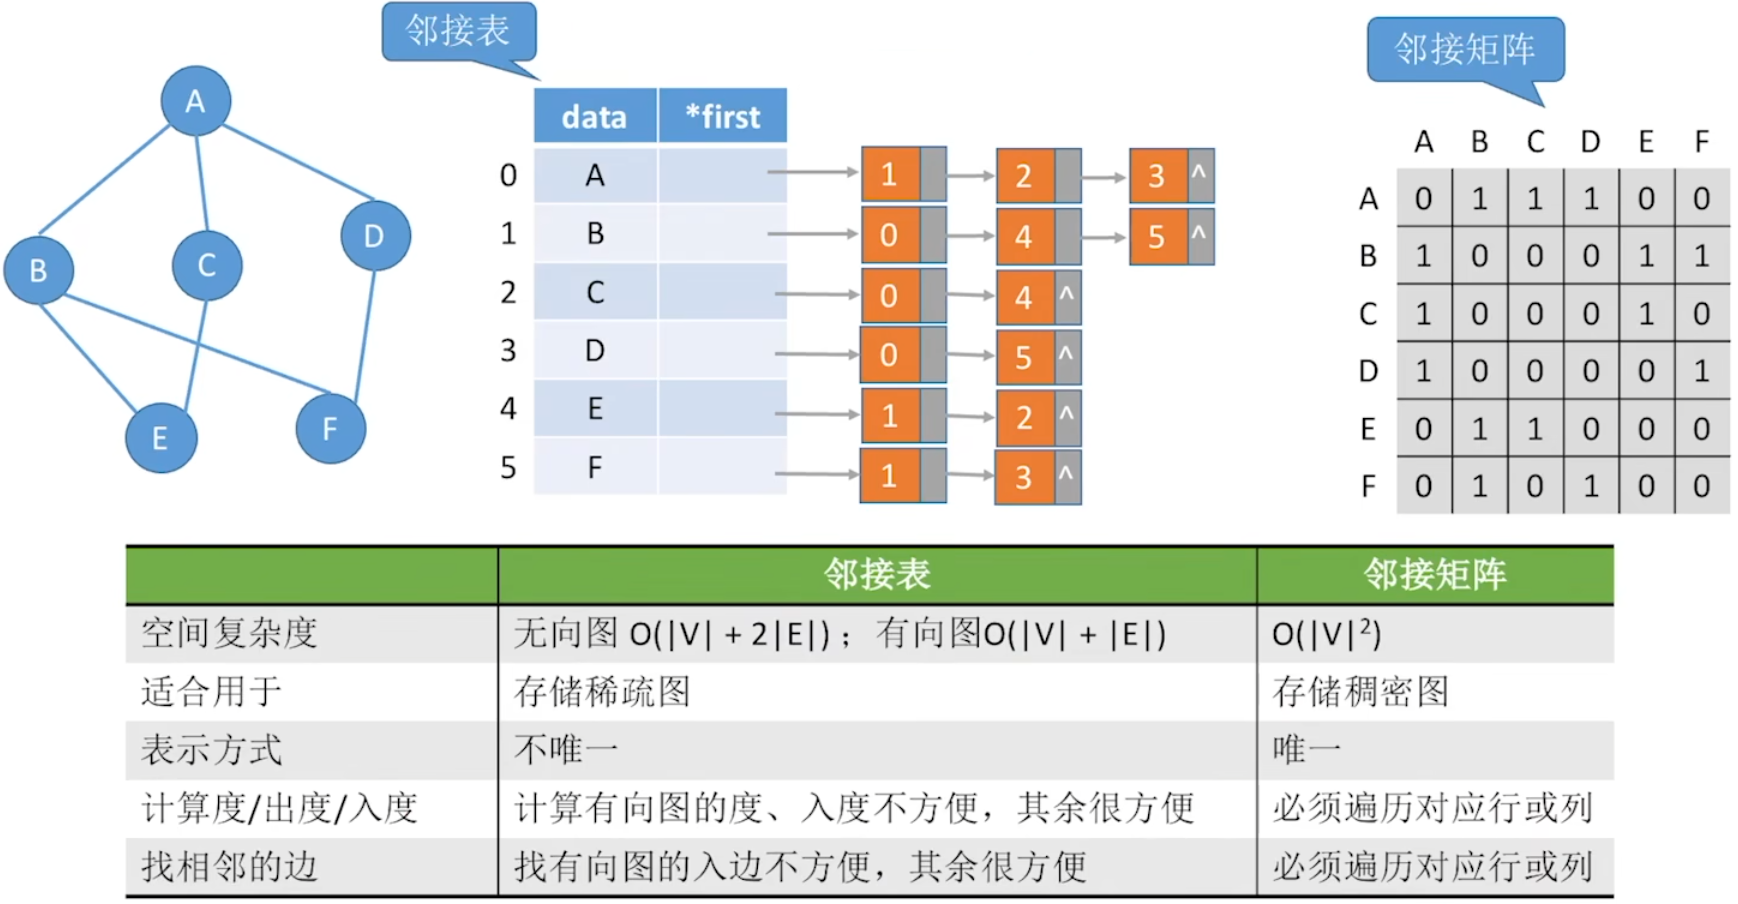 邻接表
邻接矩阵
A
B
C
D
E
F
data *first
0 A 1 2 3 ^
1 B 0 4 5 ^
2 C 0 4 ^
3 D 0 5 ^
4 E 1 2 ^
5 F 1 3 ^
A B C D E F
A 0 1 1 1 0 0
B 1 0 0 0 1 1
C 1 0 0 0 1 0
D 1 0 0 0 0 1
E 0 1 1 0 0 0
F 0 1 0 1 0 0
邻接表 邻接矩阵
空间复杂度 无向图 O(|V| + 2|E|)；有向图O(|V| + |E|) O(|V|²)
适合用于 存储稀疏图 存储稠密图
表示方式 不唯一 唯一
计算度/出度/入度 计算有向图的度、入度不方便，其余很方便 必须遍历对应行或列
找相邻的边 找有向图的入边不方便，其余很方便 必须遍历对应行或列